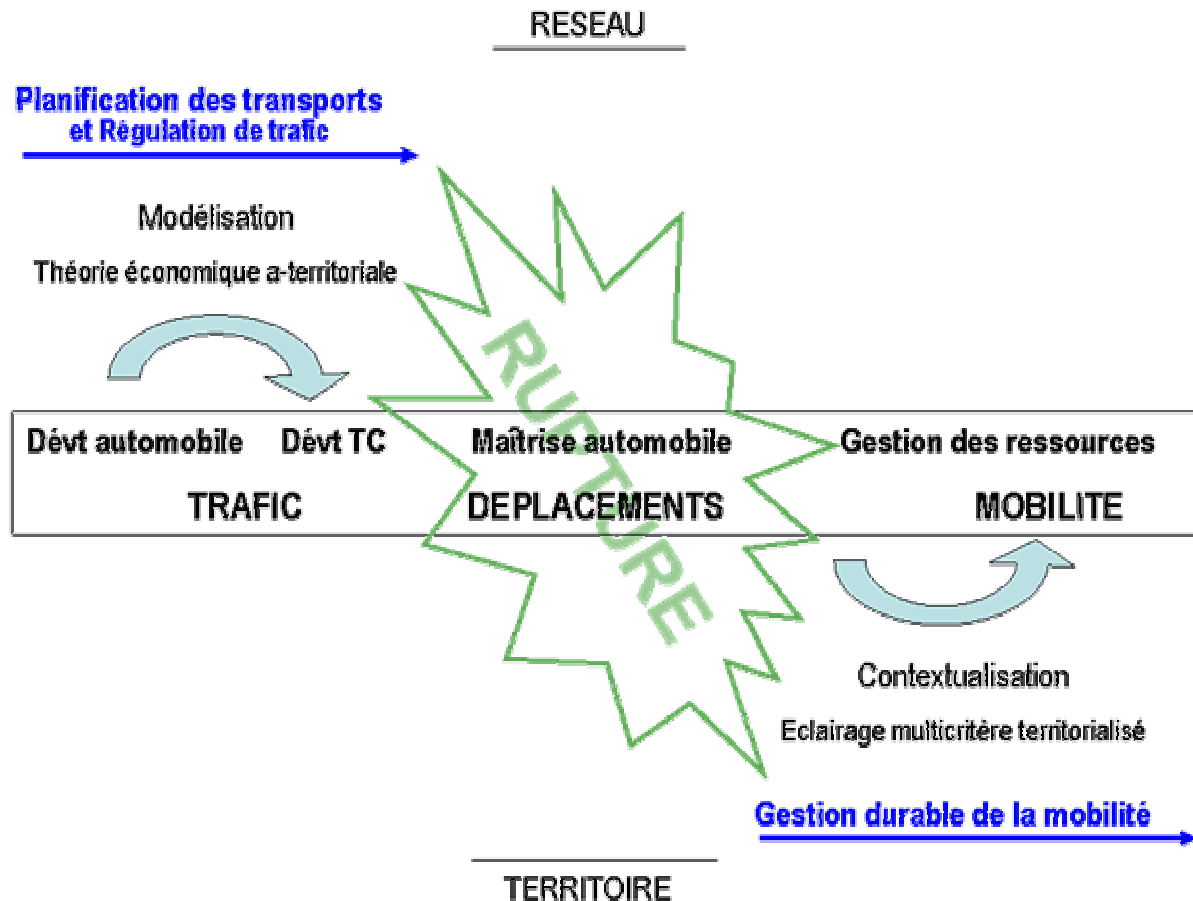 RESEAU
Planification des transports
et Régulation de trafic
Modélisation
Théorie économique a-territoriale
RUPTURE
Dévt automobile Dévt TC Maîtrise automobile Gestion des ressources
TRAFIC DEPLACEMENTS MOBILITE
Contextualisation
Eclairage multicritère territorialisé
Gestion durable de la mobilité
TERRITOIRE